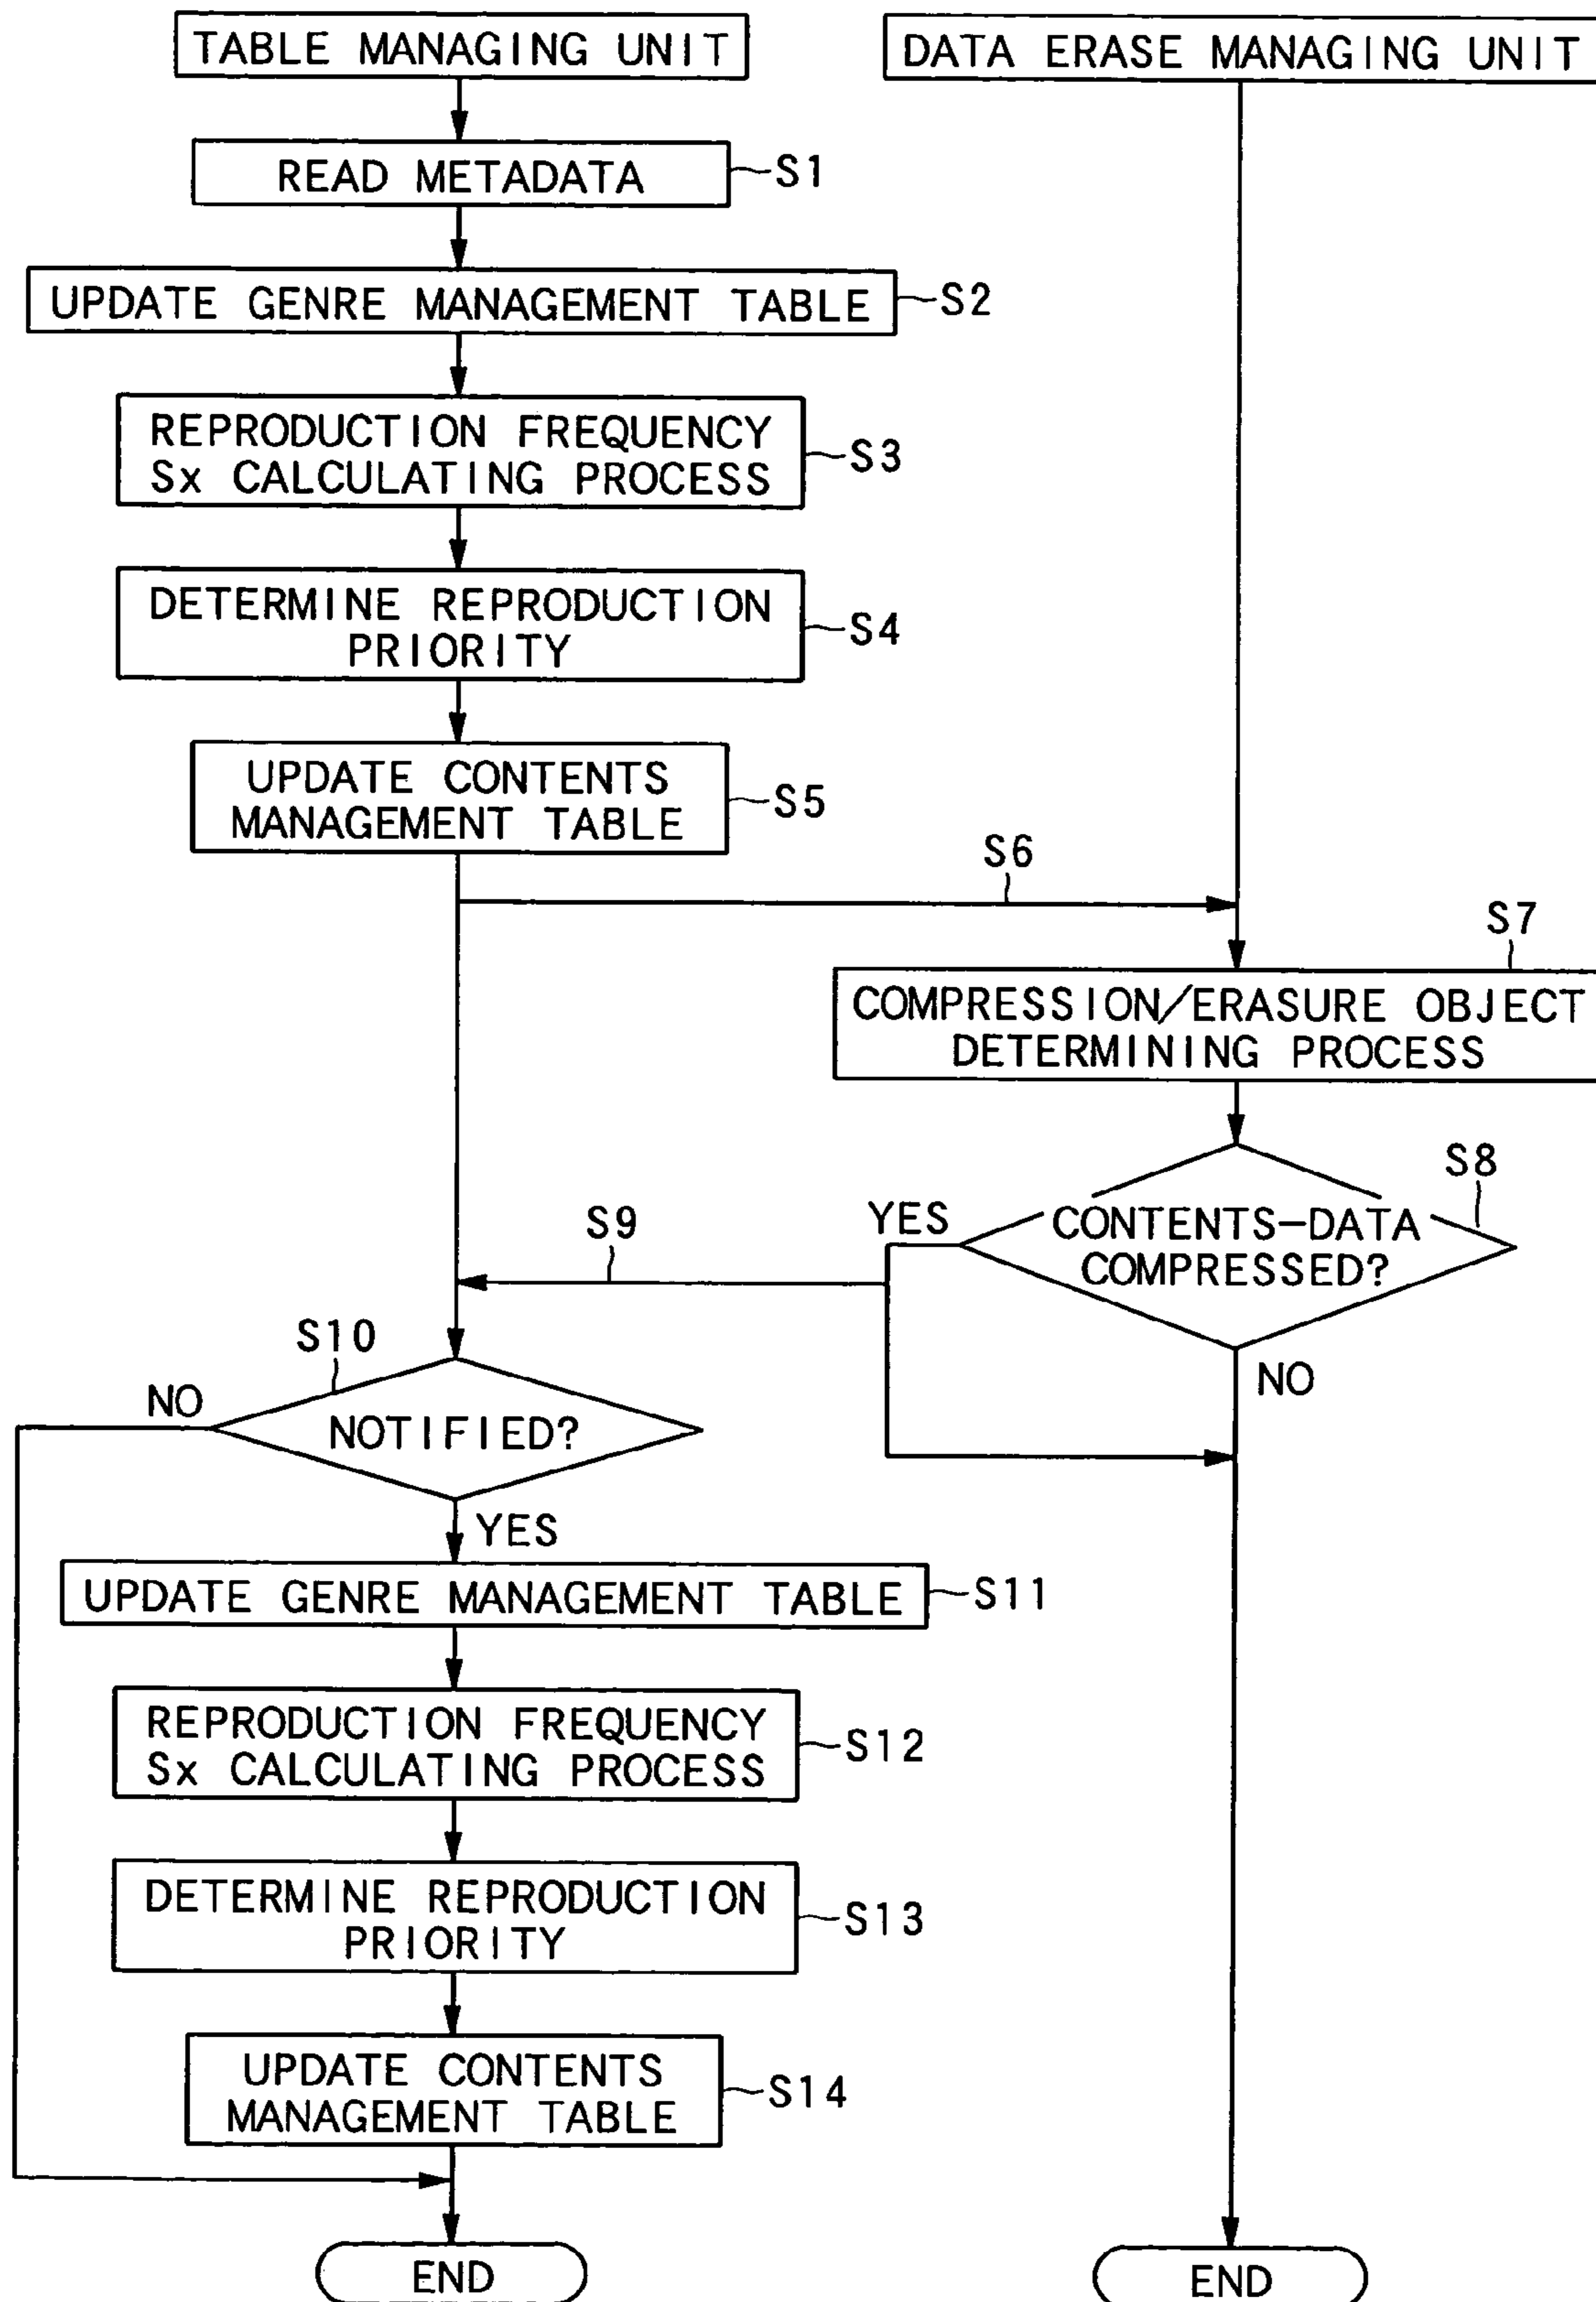 TABLE MANAGING UNIT
DATA ERASE MANAGING UNIT
READ METADATA
S1
UPDATE GENRE MANAGEMENT TABLE
S2
REPRODUCTION FREQUENCY
Sx CALCULATING PROCESS
S3
DETERMINE REPRODUCTION
PRIORITY
S4
UPDATE CONTENTS
MANAGEMENT TABLE
S5
S6
S7
COMPRESSION/ERASURE OBJECT
DETERMINING PROCESS
S8
CONTENTS-DATA
COMPRESSED?
YES
NO
S9
S10
NOTIFIED?
NO
YES
UPDATE GENRE MANAGEMENT TABLE
S11
REPRODUCTION FREQUENCY
Sx CALCULATING PROCESS
S12
DETERMINE REPRODUCTION
PRIORITY
S13
UPDATE CONTENTS
MANAGEMENT TABLE
S14
END
END